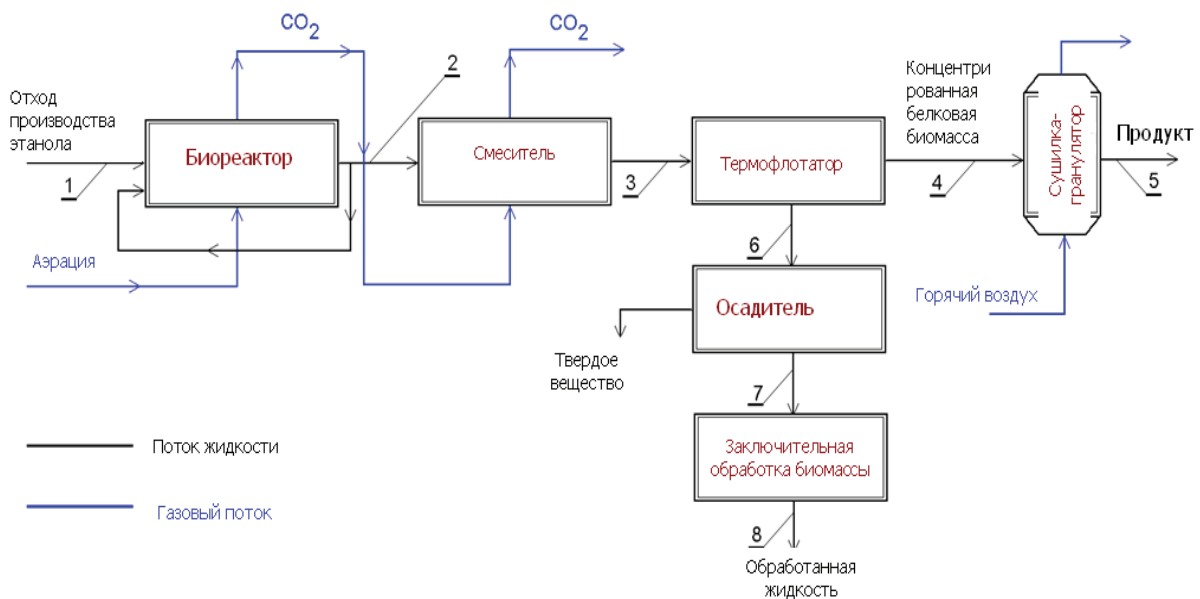 CO2
CO2
2
Отход
производства
этанола
Концентри
рованная
белковая
биомасса
Биореактор
Смеситель
Термофлотатор
Сушилка-
гранулятор
Продукт
1
3
4
5
6
Аэрация
Горячий воздух
Осадитель
Твердое
вещество
7
Поток жидкости
Заключительная
обработка биомассы
Газовый поток
8
Обработанная
жидкость